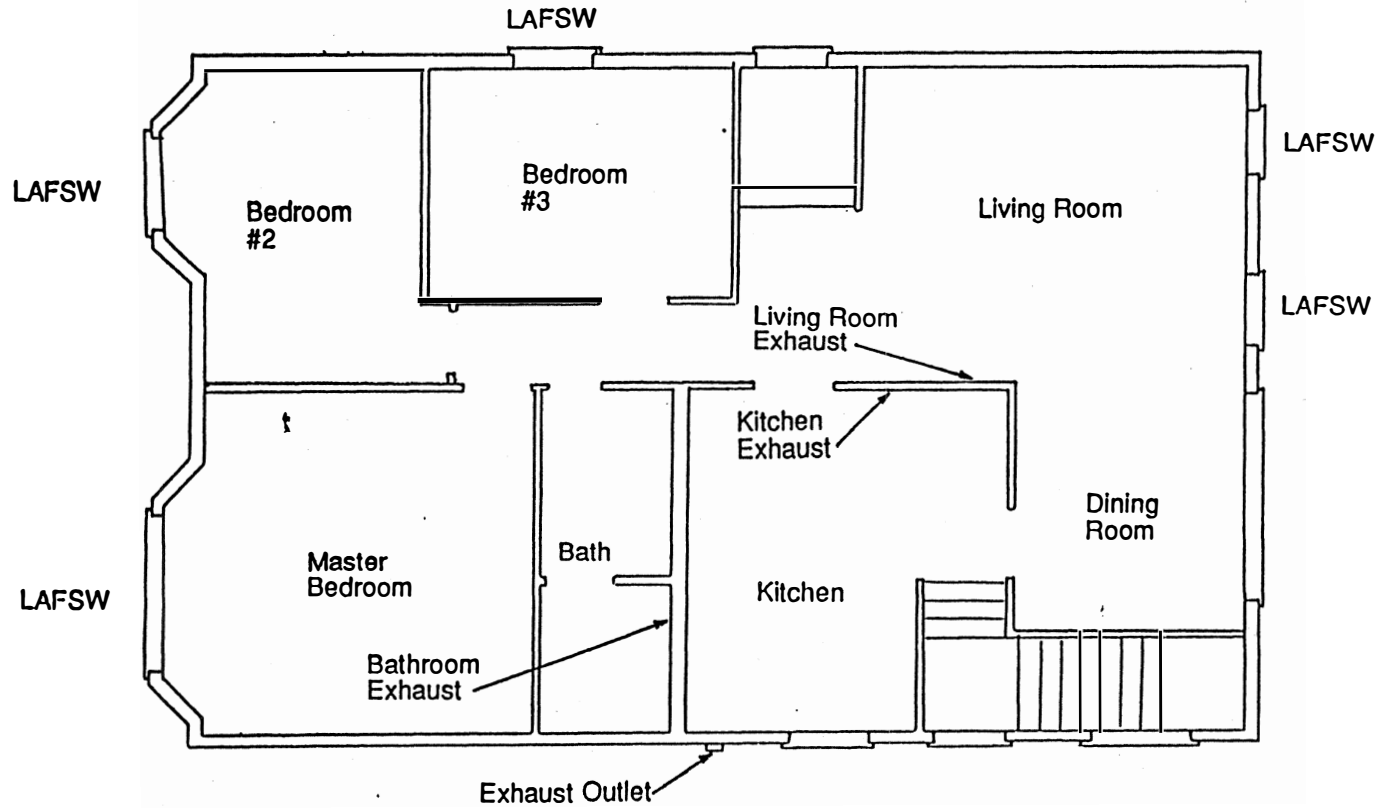 LAFSW
LAFSW
LAFSW
Bedroom
#3
Living Room
Bedroom
#2
LAFSW
Living Room
Exhaust
Kitchen
Exhaust
Dining
Room
Bath
Master
Bedroom
Kitchen
LAFSW
Bathroom
Exhaust
Exhaust Outlet